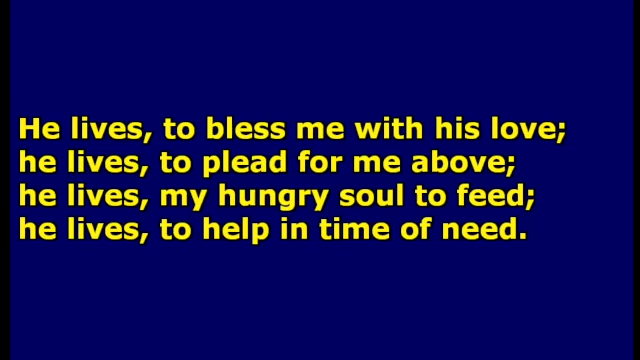 He lives, to bless me with his love;
he lives, to plead for me above;
he lives, my hungry soul to feed;
he lives, to help in time of need.